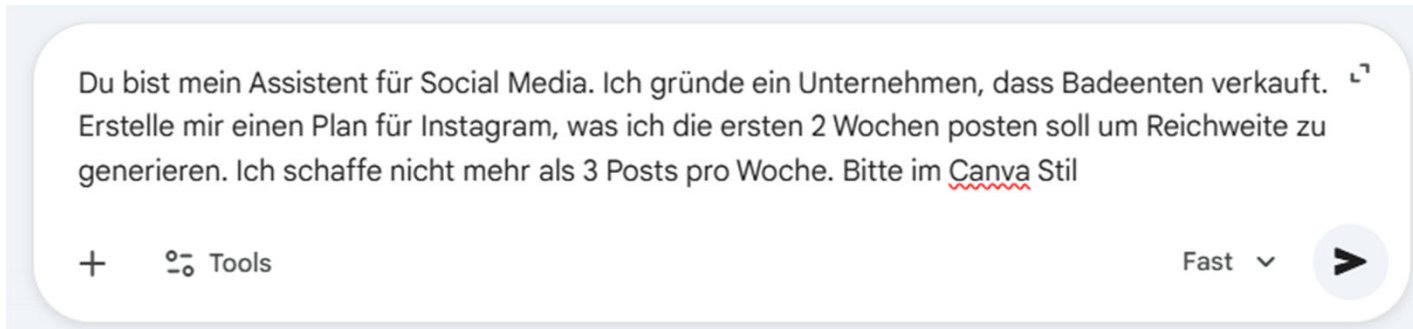 Du bist mein Assistent für Social Media. Ich gründe ein Unternehmen, dass Badeenten verkauft.
Erstelle mir einen Plan für Instagram, was ich die ersten 2 Wochen posten soll um Reichweite zu
generieren. Ich schaffe nicht mehr als 3 Posts pro Woche. Bitte im Canva Stil
Tools
Fast